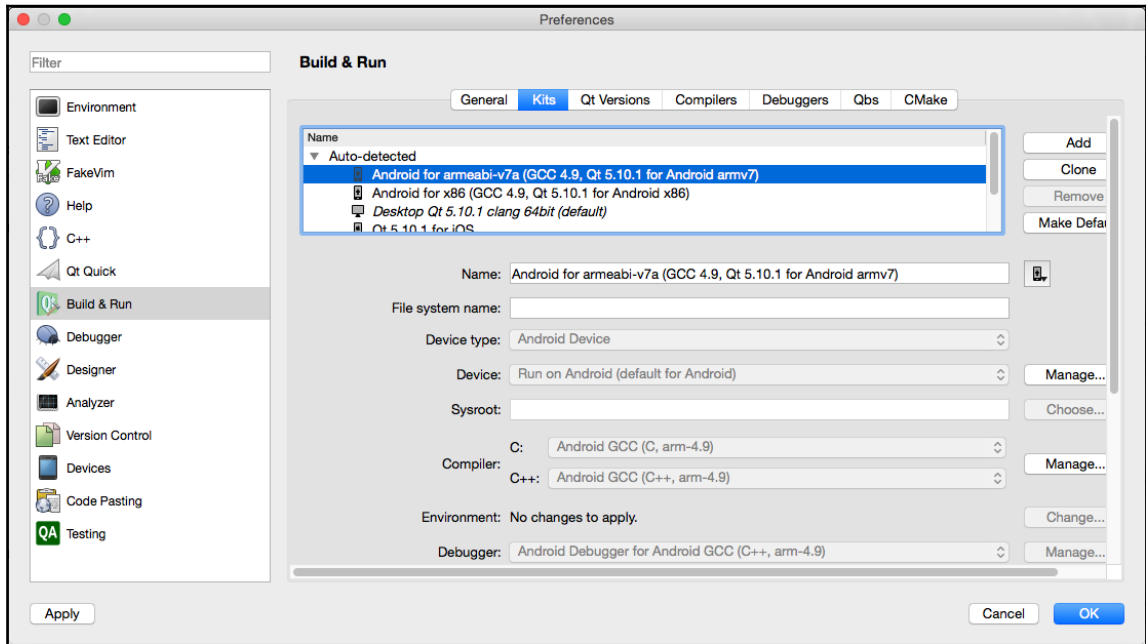 Preferences
Filter
Environment
Text Editor
Fake
FakeVim
Help
C++
Qt Quick
Build & Run
Debugger
Designer
Analyzer
Version Control
Devices
Code Pasting
QA Testing
Build & Run
General Kits Qt Versions Compilers Debuggers Qbs CMake
Name
Auto-detected
Android for armeabi-v7a (GCC 4.9, Qt 5.10.1 for Android armv7)
Android for x86 (GCC 4.9, Qt 5.10.1 for Android x86)
Desktop Qt 5.10.1 clang 64bit (default)
Qt 5.10.1 for iOS
Add
Clone
Remove
Make Defau
Name: Android for armeabi-v7a (GCC 4.9, Qt 5.10.1 for Android armv7)
File system name:
Device type: Android Device
Device: Run on Android (default for Android) Manage...
Sysroot: Choose...
Compiler:
C: Android GCC (C, arm-4.9)
C++: Android GCC (C++, arm-4.9)
Manage...
Environment: No changes to apply. Change...
Debugger: Android Debugger for Android GCC (C++, arm-4.9) Manage...
Apply
Cancel OK